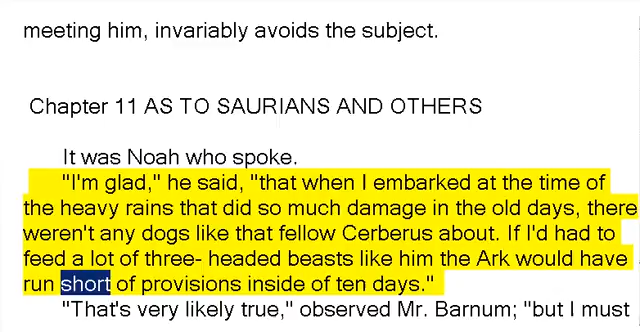 meeting him, invariably avoids the subject.
Chapter 11 AS TO SAURIANS AND OTHERS
It was Noah who spoke.
"I'm glad," he said, "that when I embarked at the time of
the heavy rains that did so much damage in the old days, there
weren't any dogs like that fellow Cerberus about. If I'd had to
feed a lot of three- headed beasts like him the Ark would have
run short of provisions inside of ten days."
"That's very likely true," observed Mr. Barnum; "but I must